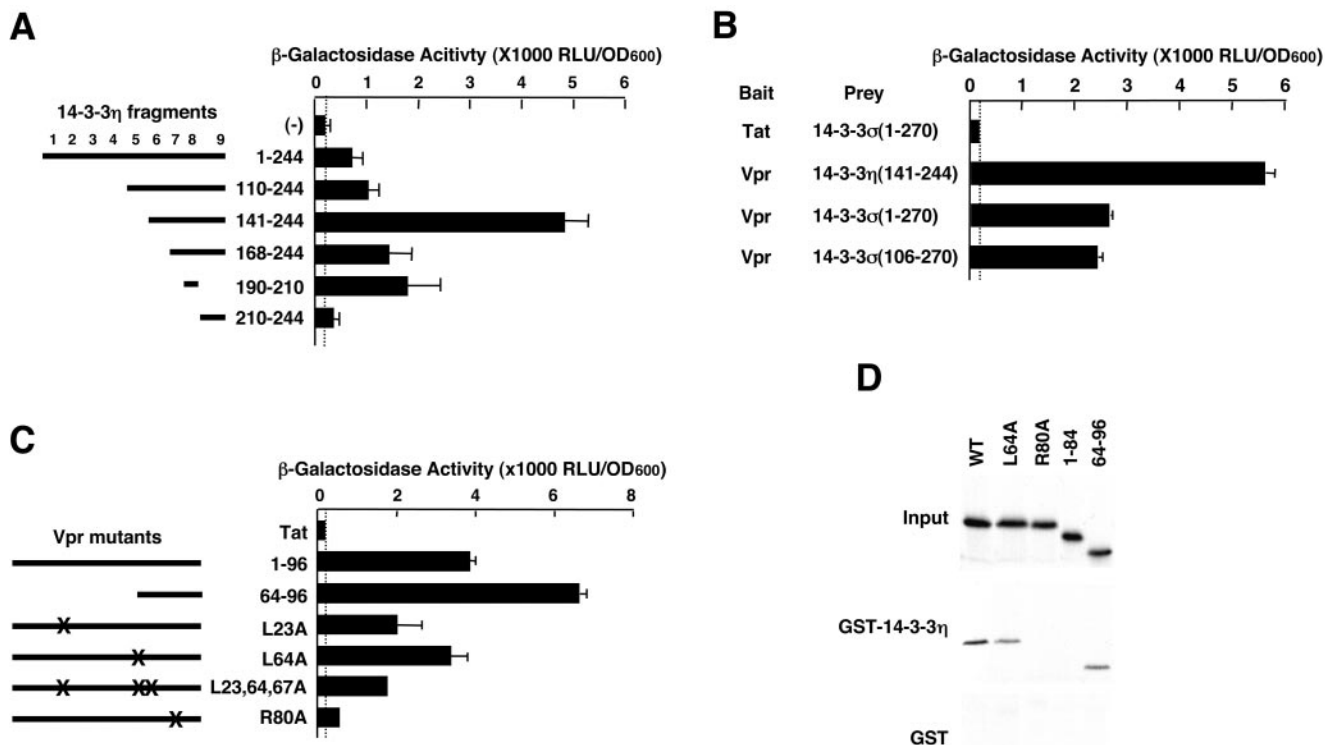 A
β-Galactosidase Acitivty (X1000 RLU/OD600)
0 1 2 3 4 5 6
14-3-3η fragments
1 2 3 4 5 6 7 8 9
(-)
1-244
110-244
141-244
168-244
190-210
210-244
B
β-Galactosidase Activity (X1000 RLU/OD600)
0 1 2 3 4 5 6
Bait Prey
Tat 14-3-3σ(1-270)
Vpr 14-3-3η(141-244)
Vpr 14-3-3σ(1-270)
Vpr 14-3-3σ(106-270)
C
β-Galactosidase Activity (x1000 RLU/OD600)
0 2 4 6 8
Vpr mutants
Tat
1-96
64-96
X L23A
X L64A
X XX L23,64,67A
X R80A
D
WT L64A R80A 1-84 64-96
Input
GST-14-3-3η
GST